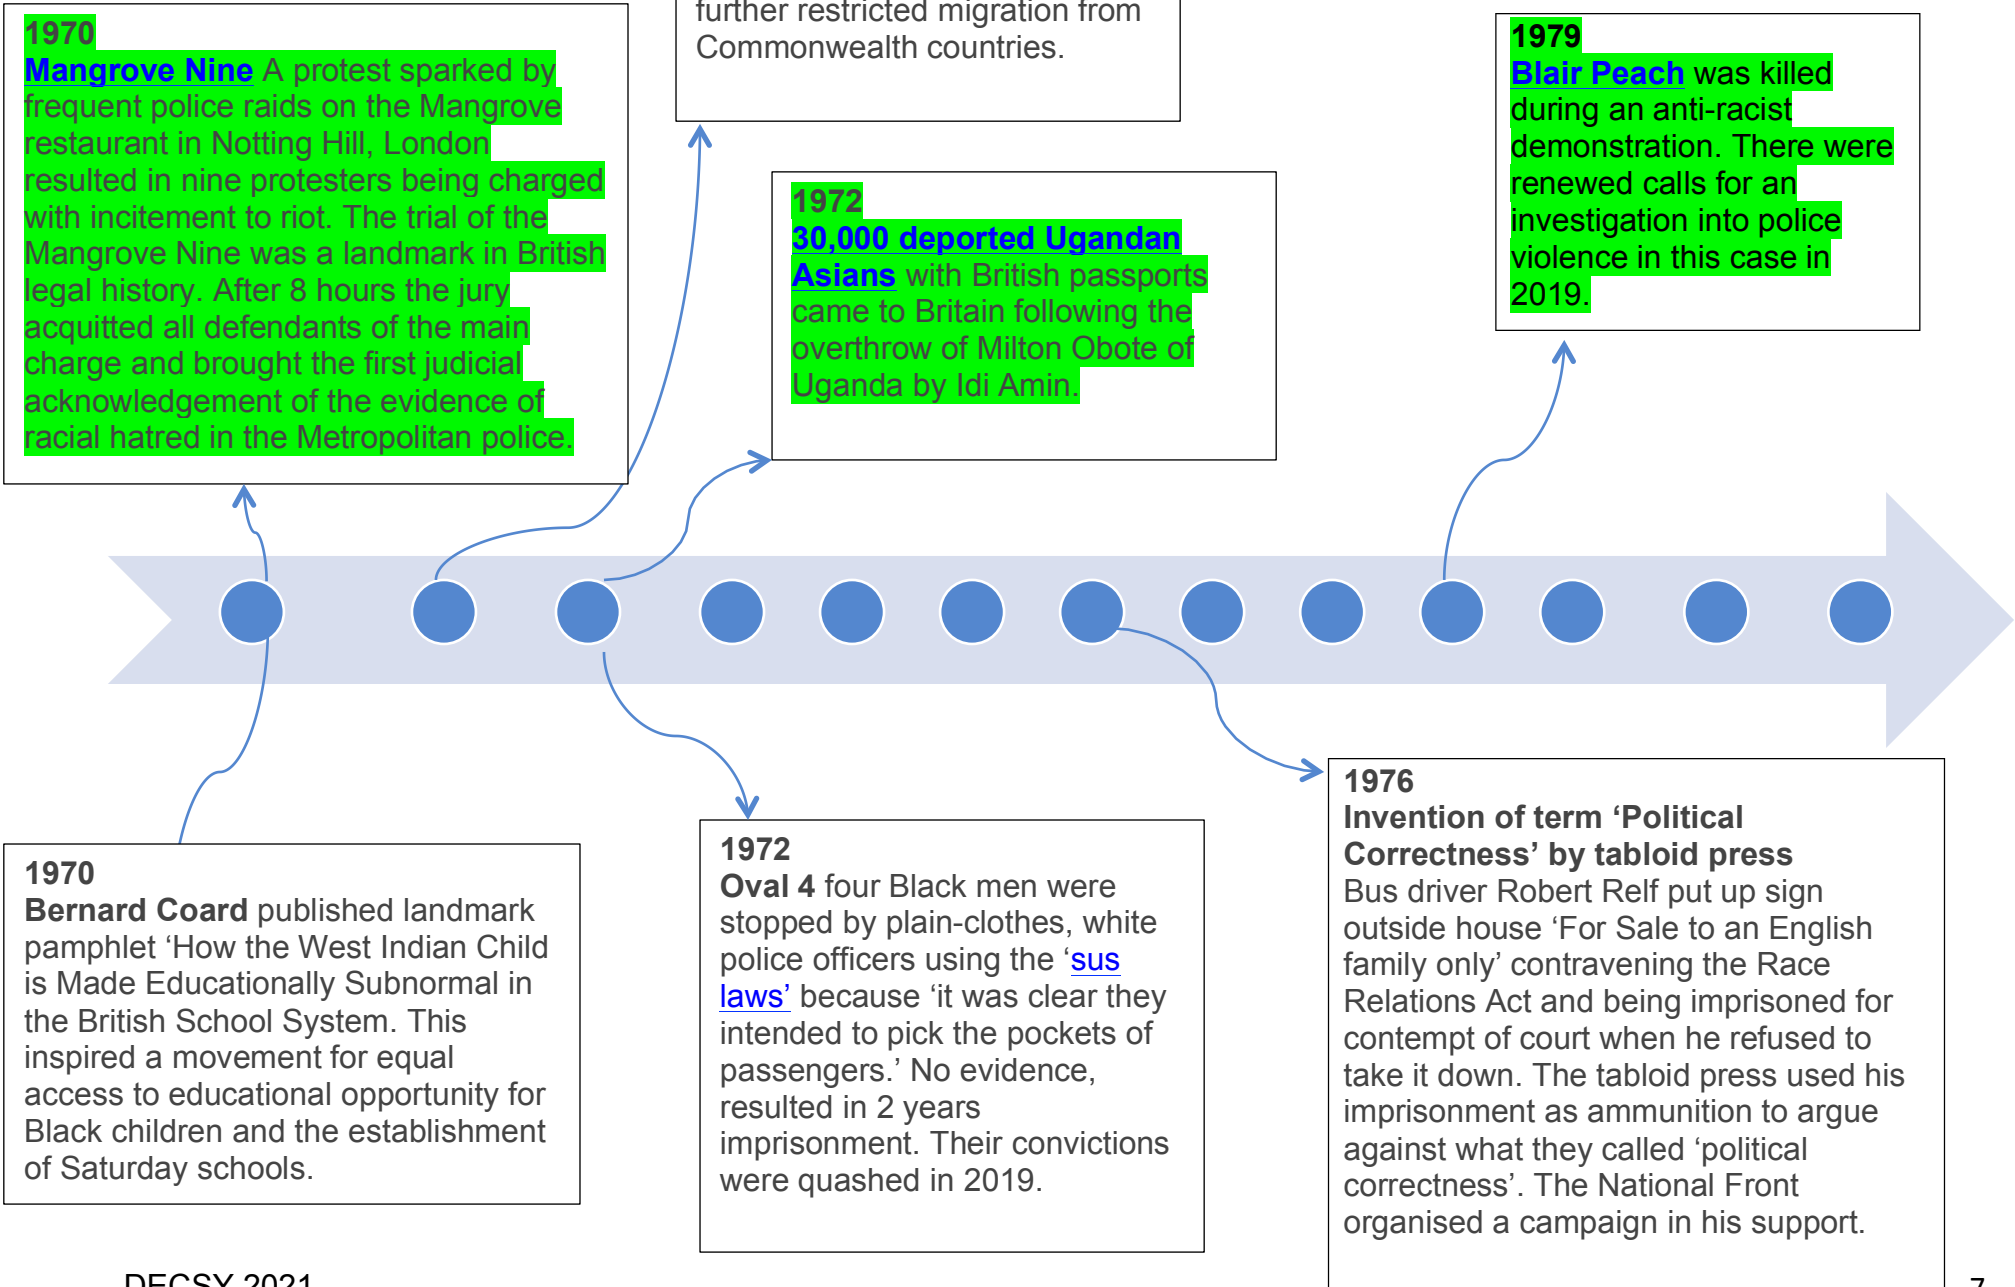 1970
Mangrove Nine A protest sparked by
frequent police raids on the Mangrove
restaurant in Notting Hill, London
resulted in nine protesters being charged
with incitement to riot. The trial of the
Mangrove Nine was a landmark in British
legal history. After 8 hours the jury
acquitted all defendants of the main
charge and brought the first judicial
acknowledgement of the evidence of
racial hatred in the Metropolitan police.
further restricted migration from
Commonwealth countries.
1972
30,000 deported Ugandan
Asians with British passports
came to Britain following the
overthrow of Milton Obote of
Uganda by Idi Amin.
1979
Blair Peach was killed
during an anti-racist
demonstration. There were
renewed calls for an
investigation into police
violence in this case in
2019.
1970
Bernard Coard published landmark
pamphlet ‘How the West Indian Child
is Made Educationally Subnormal in
the British School System. This
inspired a movement for equal
access to educational opportunity for
Black children and the establishment
of Saturday schools.
1972
Oval 4 four Black men were
stopped by plain-clothes, white
police officers using the ‘sus
laws’ because ‘it was clear they
intended to pick the pockets of
passengers.’ No evidence,
resulted in 2 years
imprisonment. Their convictions
were quashed in 2019.
1976
Invention of term ‘Political
Correctness’ by tabloid press
Bus driver Robert Relf put up sign
outside house ‘For Sale to an English
family only’ contravening the Race
Relations Act and being imprisoned for
contempt of court when he refused to
take it down. The tabloid press used his
imprisonment as ammunition to argue
against what they called ‘political
correctness’. The National Front
organised a campaign in his support.
DECSY 2021
7